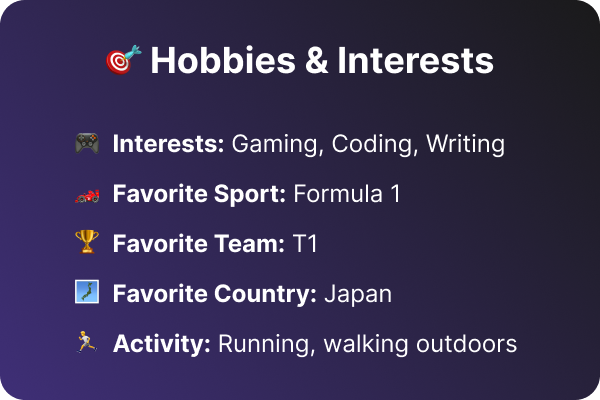 🎯 Hobbies & Interests
🎮 Interests: Gaming, Coding, Writing
🏎️ Favorite Sport: Formula 1
🏆 Favorite Team: T1
🗾 Favorite Country: Japan
🏃 Activity: Running, walking outdoors